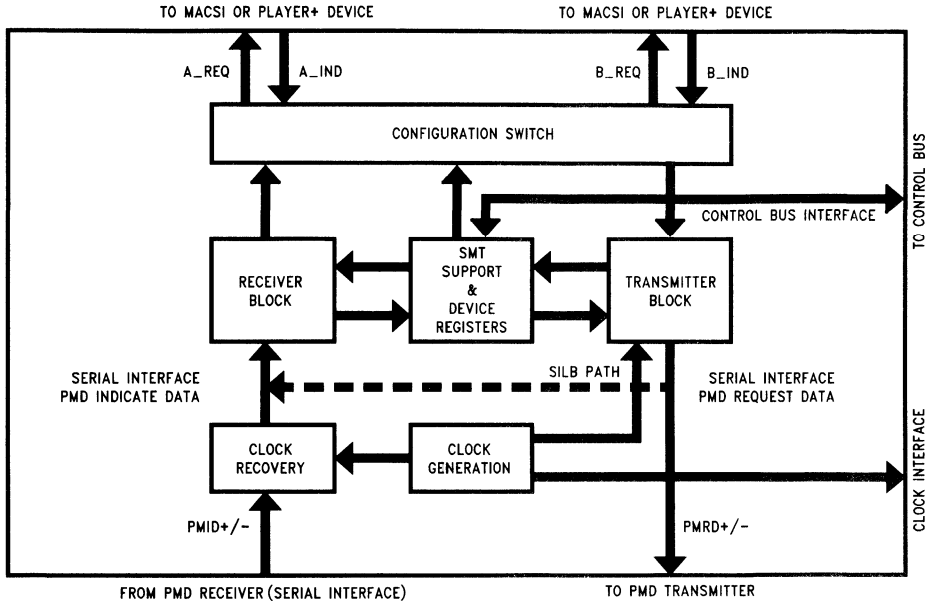 TO MACSI OR PLAYER+ DEVICE
TO MACSI OR PLAYER+ DEVICE
A_REQ
A_IND
B_REQ
B_IND
CONFIGURATION SWITCH
TO CONTROL BUS
CONTROL BUS INTERFACE
RECEIVER
BLOCK
SMT
SUPPORT
&
DEVICE
REGISTERS
TRANSMITTER
BLOCK
SERIAL INTERFACE
PMD INDICATE DATA
SILB PATH
SERIAL INTERFACE
PMD REQUEST DATA
CLOCK
RECOVERY
CLOCK
GENERATION
CLOCK INTERFACE
PMID+/-
PMRD+/-
FROM PMD RECEIVER (SERIAL INTERFACE)
TO PMD TRANSMITTER